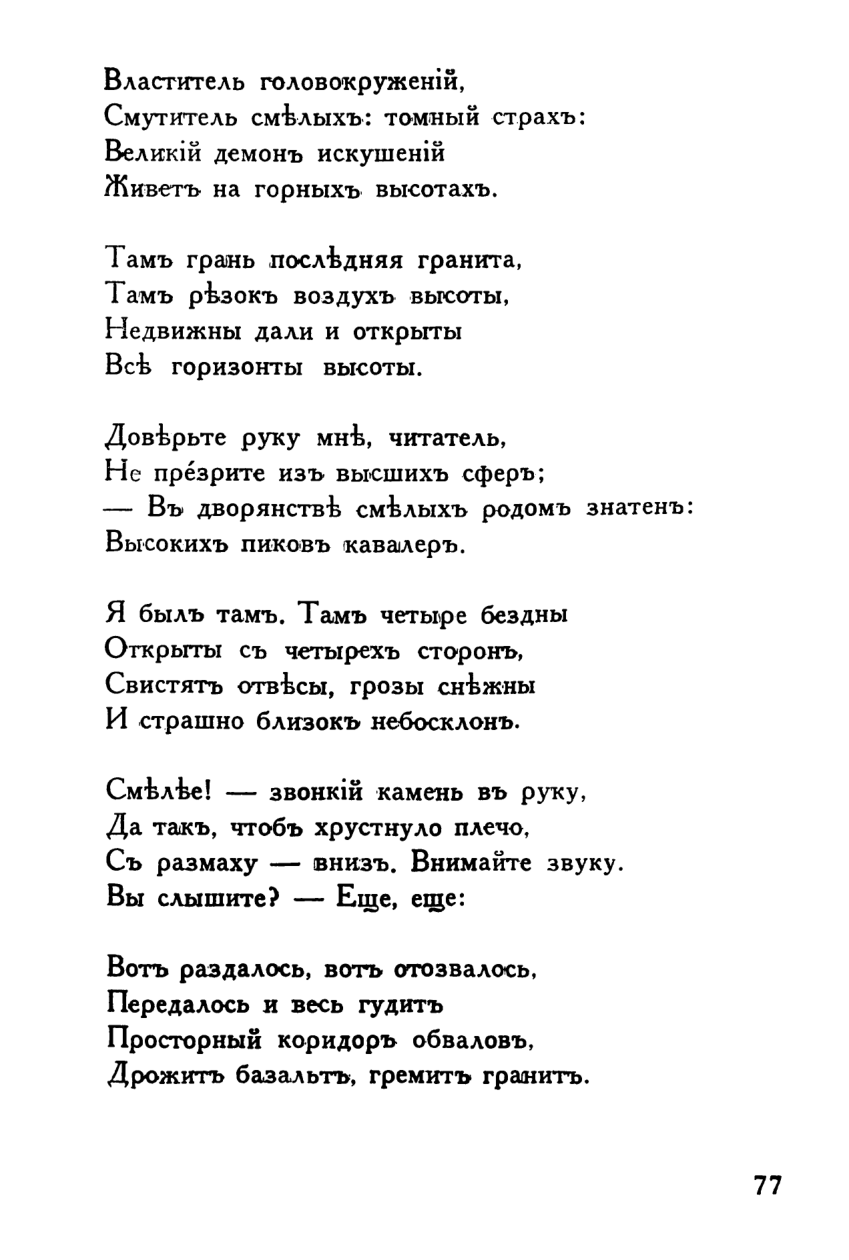 Властитель головокруженій,
Смутитель смѣлыхъ: томный страхъ:
Великій демонъ искушеній
Живетъ на горныхъ высотахъ.

Тамъ грань послѣдняя гранита,
Тамъ рѣзокъ воздухъ высоты,
Недвижны дали и открыты
Всѣ горизонты высоты.

Довѣрьте руку мнѣ, читатель,
Не пре́зрите изъ высшихъ сферъ;
— Въ дворянствѣ смѣлыхъ родомъ знатенъ:
Высокихъ пиковъ кавалеръ.

Я былъ тамъ. Тамъ четыре бездны
Открыты съ четырехъ сторонъ,
Свистятъ отвѣсы, грозы снѣжны
И страшно близокъ небосклонъ.

Смѣлѣе! — звонкій камень въ руку,
Да такъ, чтобъ хрустнуло плечо,
Съ размаху — внизъ. Внимайте звуку.
Вы слышите? — Еще, еще:

Вотъ раздалось, вотъ отозвалось,
Передалось и весь гудитъ
Просторный коридоръ обваловъ,
Дрожитъ базальтъ, гремитъ гранитъ.

77